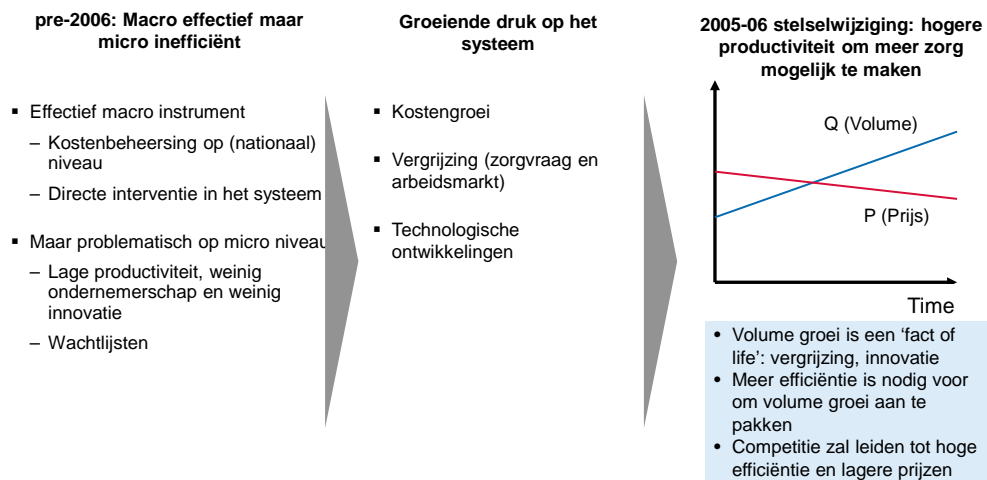 pre-2006: Macro effectief maar
micro inefficiënt
▪ Effectief macro instrument
– Kostenbeheersing op (nationaal)
niveau
– Directe interventie in het systeem
▪ Maar problematisch op micro niveau
– Lage productiviteit, weinig
ondernemerschap en weinig
innovatie
– Wachtlijsten
Groeiende druk op het
systeem
▪ Kostengroei
▪ Vergrijzing (zorgvraag en
arbeidsmarkt)
▪ Technologische
ontwikkelingen
2005-06 stelselwijziging: hogere
productiviteit om meer zorg
mogelijk te maken
Q (Volume)
P (Prijs)
Time
• Volume groei is een ‘fact of
life’: vergrijzing, innovatie
• Meer efficiëntie is nodig voor
om volume groei aan te
pakken
• Competitie zal leiden tot hoge
efficiëntie en lagere prijzen